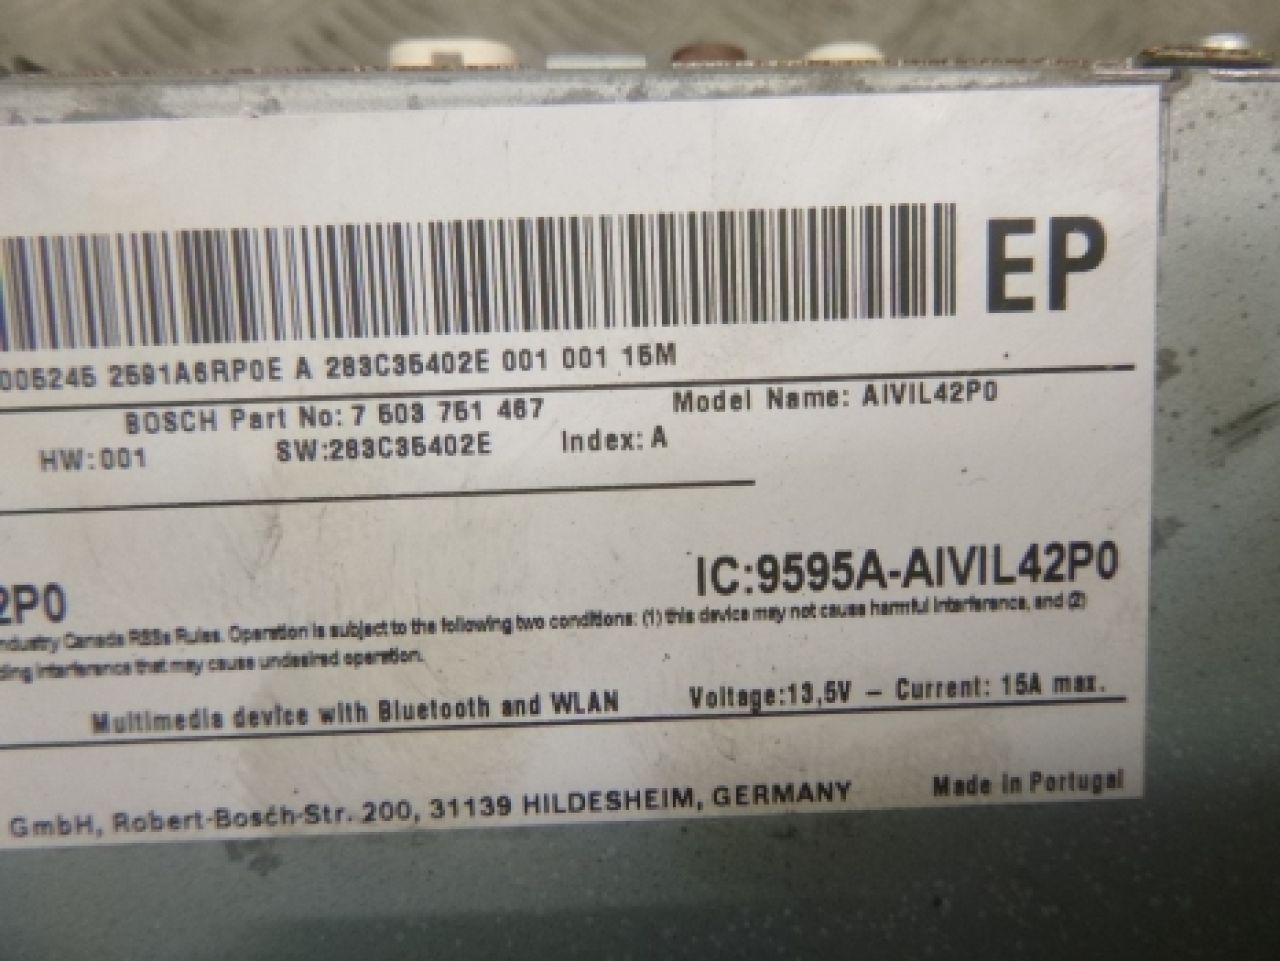 EP
005245 2591A6RP0E A 283C35402E 001 001 15M
BOSCH Part No: 7 503 751 467 Model Name: AIVIL42P0
HW:001 SW:283C35402E Index: A
2P0 IC:9595A-AIVIL42P0
ndustry Canada RSSs Rules. Operation is subject to the following two conditions: (1) this device may not cause harmful interference, and (2)
ding interference that may cause undesired operation.
Multimedia device with Bluetooth and WLAN Voltage:13,5V – Current: 15A max.
GmbH, Robert-Bosch-Str. 200, 31139 HILDESHEIM, GERMANY Made in Portugal